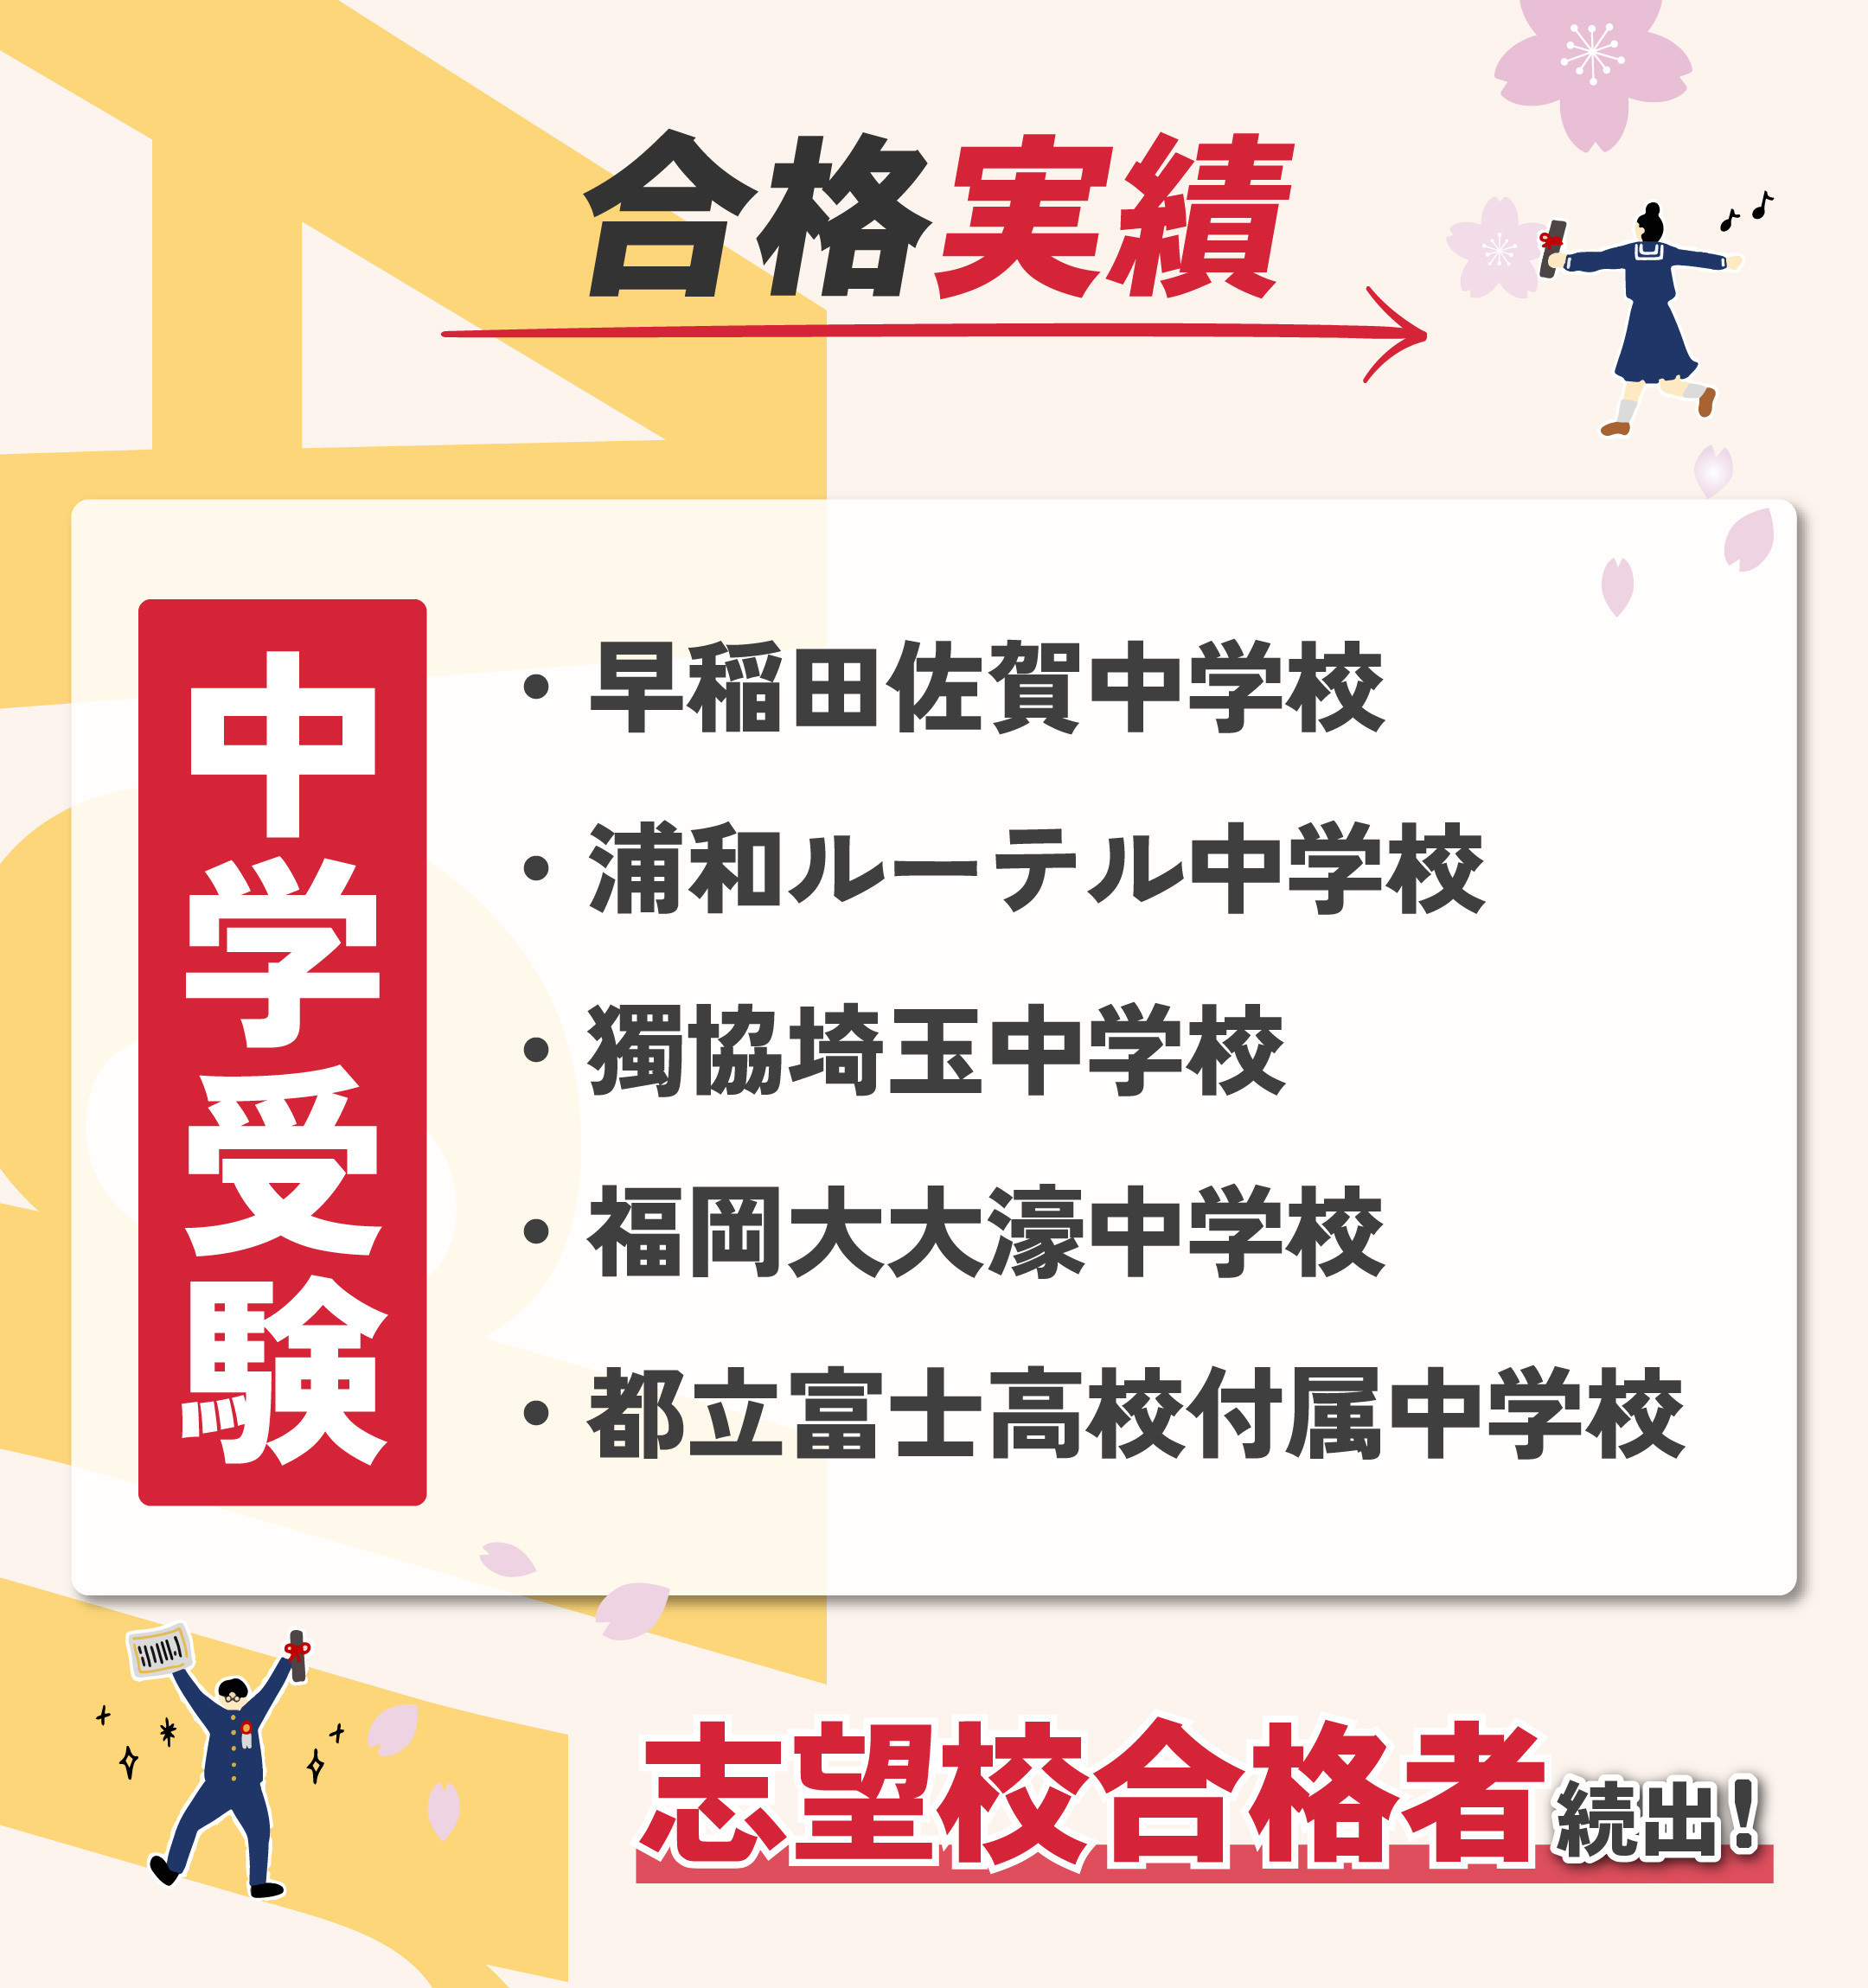 合格実績
中学受験
・早稲田佐賀中学校
・浦和ルーテル中学校
・獨協埼玉中学校
・福岡大大濠中学校
・都立富士高校付属中学校
志望校合格者続出!